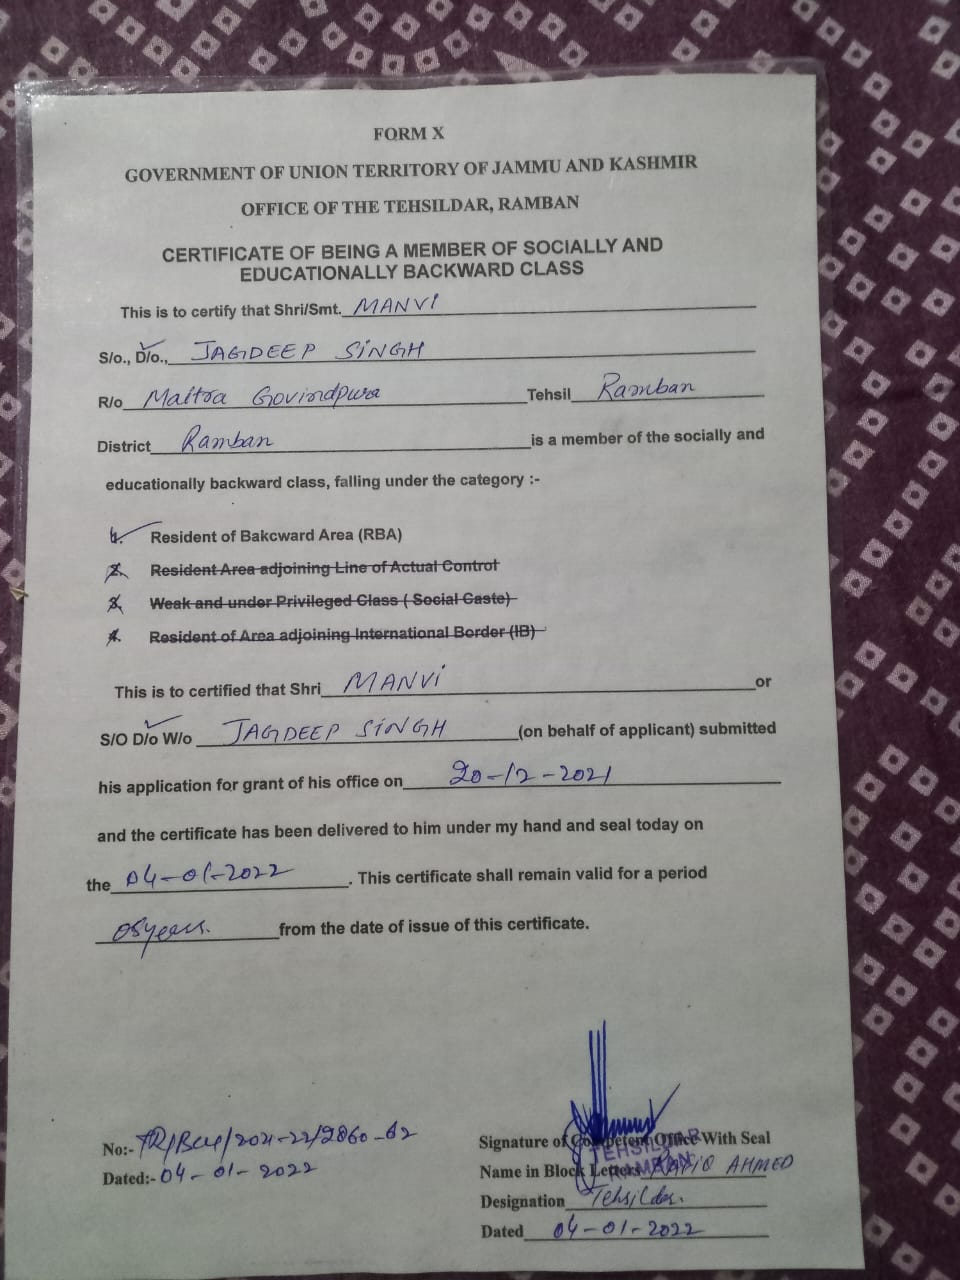 FORM X
GOVERNMENT OF UNION TERRITORY OF JAMMU AND KASHMIR
OFFICE OF THE TEHSILDAR, RAMBAN
CERTIFICATE OF BEING A MEMBER OF SOCIALLY AND
EDUCATIONALLY BACKWARD CLASS
This is to certify that Shri/Smt. MANVI
S/o., D/o., JAGDEEP SINGH
R/o Maitra Govindpura Tehsil Ramban
District Ramban is a member of the socially and
educationally backward class, falling under the category :-
1. Resident of Bakcward Area (RBA)
2. Resident Area adjoining Line of Actual Control
3. Weak and under Privileged Class ( Social Caste)
4. Resident of Area adjoining International Border (IB)
This is to certified that Shri MANVI or
S/O D/o W/o JAGDEEP SINGH (on behalf of applicant) submitted
his application for grant of his office on 20-12-2021
and the certificate has been delivered to him under my hand and seal today on
the 04-01-2022. This certificate shall remain valid for a period
05years. from the date of issue of this certificate.
No:- /2021-22/2860-62
Dated:- 04-01-2022
Signature of Competent Office With Seal
TEHSILDAR
RAMBAN
Name in Block Letters RAFIQ AHMED
Designation Tehsildar.
Dated 04-01-2022